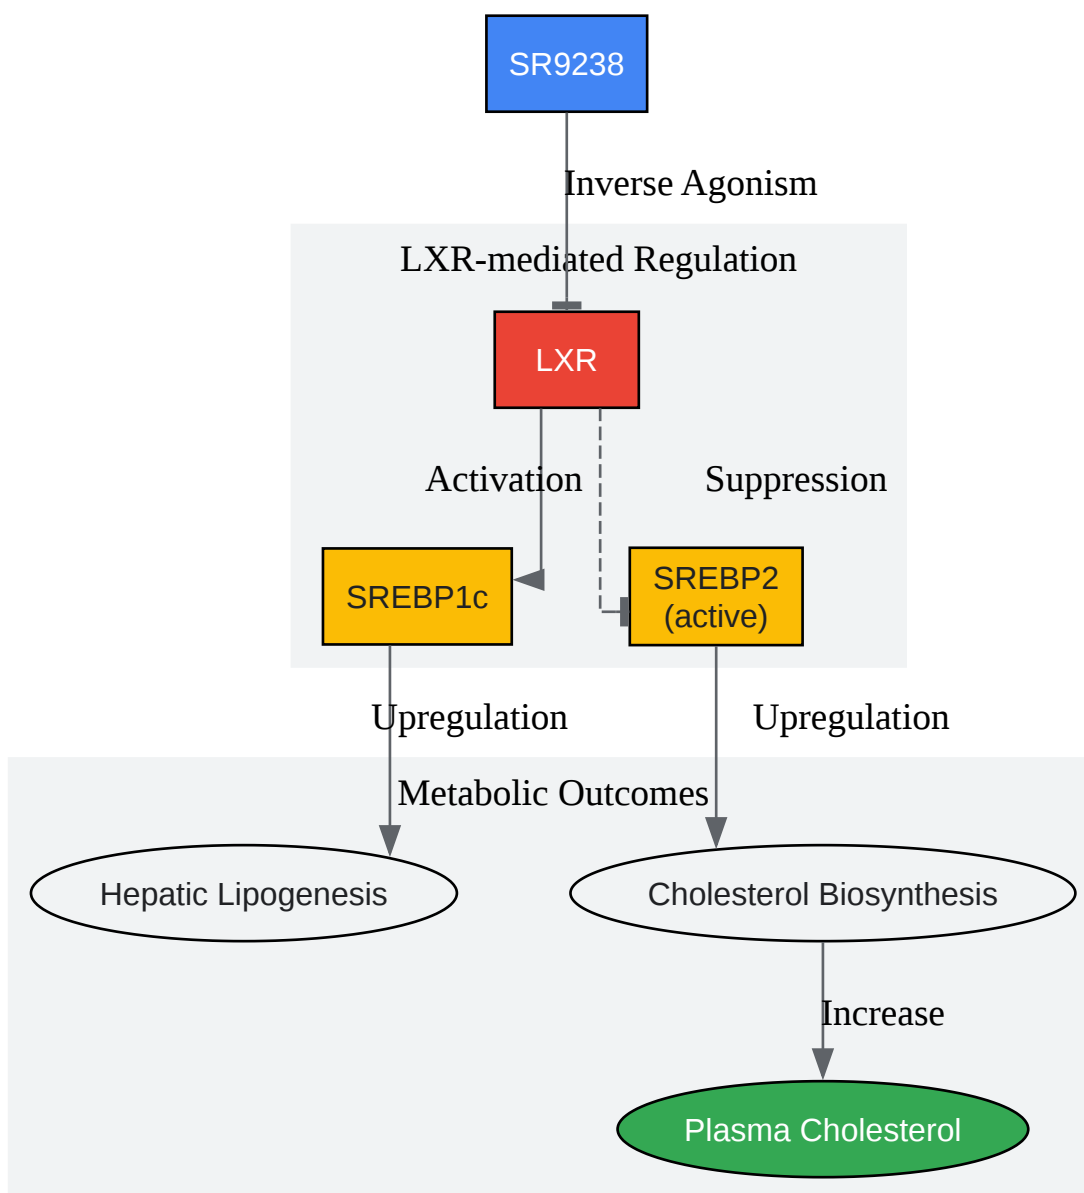 SR9238
Inverse Agonism
LXR-mediated Regulation
LXR
Activation
Suppression
SREBP1c
SREBP2
(active)
Upregulation
Upregulation
Metabolic Outcomes
Hepatic Lipogenesis
Cholesterol Biosynthesis
Increase
Plasma Cholesterol